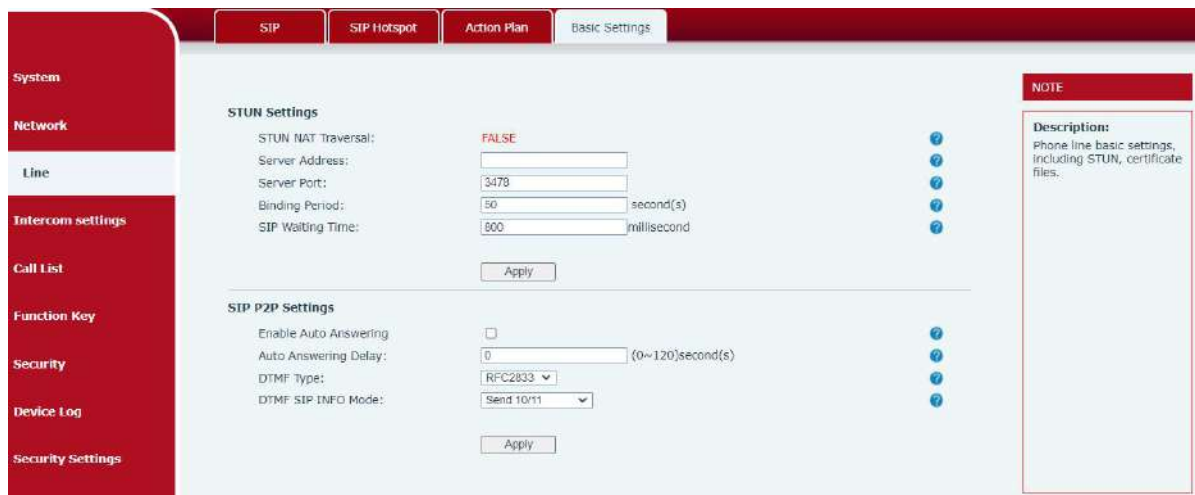 SIP SIP Hotspot Action Plan Basic Settings
System
Network
Line
Intercom settings
Call List
Function Key
Security
Device Log
Security Settings
STUN Settings
STUN NAT Traversal: FALSE
Server Address:
Server Port: 3478
Binding Period: 50 second(s)
SIP Waiting Time: 800 millisecond
Apply
SIP P2P Settings
Enable Auto Answering
Auto Answering Delay: 0 (0~120)second(s)
DTMF Type: RFC2833
DTMF SIP INFO Mode: Send 10/11
Apply
NOTE
Description:
Phone line basic settings,
including STUN, certificate
files.